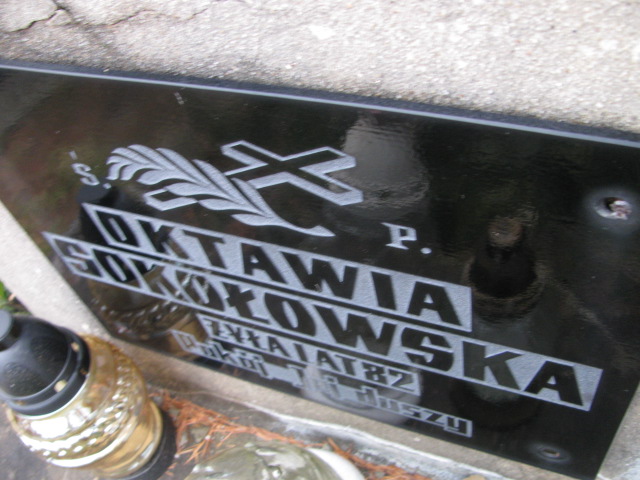 Ś. P.
OKTAWIA
SOKOŁOWSKA
ŻYŁA LAT 82
Pokój Jej duszy